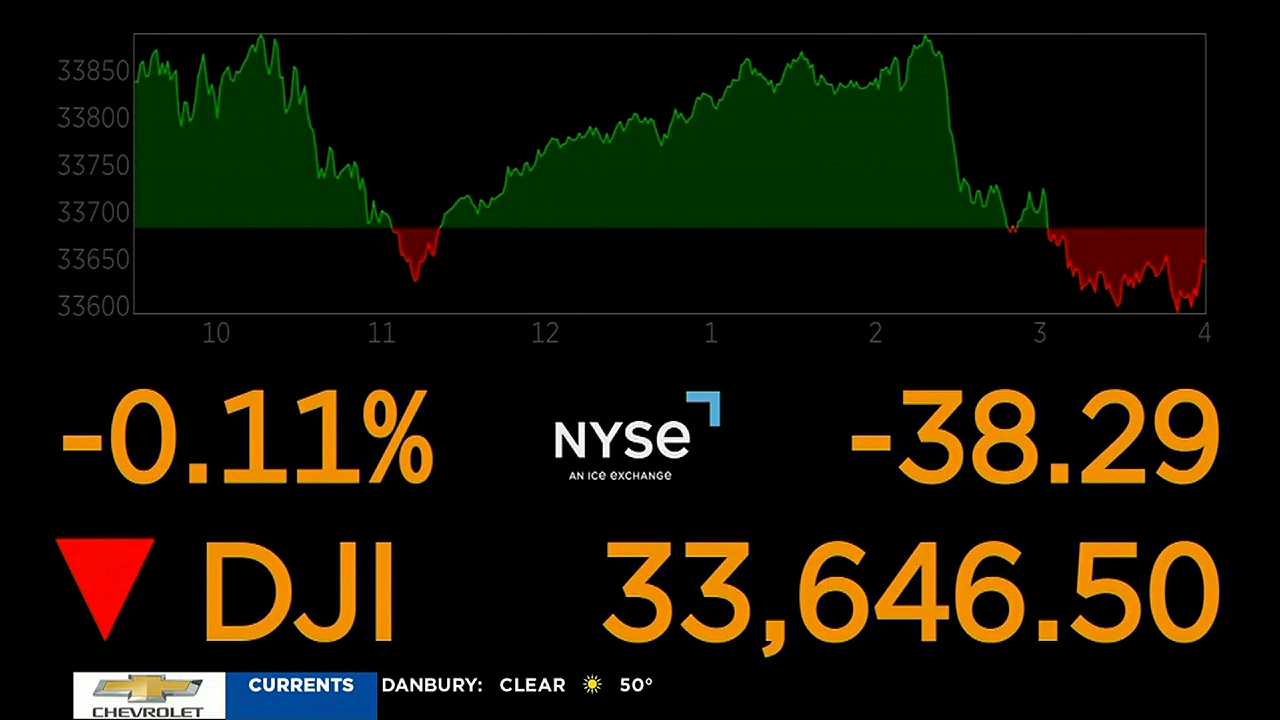 33850
33800
33750
33700
33650
33600
10 11 12 1 2 3 4
-0.11% NYSE -38.29
AN ICE EXCHANGE
DJI 33,646.50
CHEVROLET
CURRENTS DANBURY: CLEAR 50°